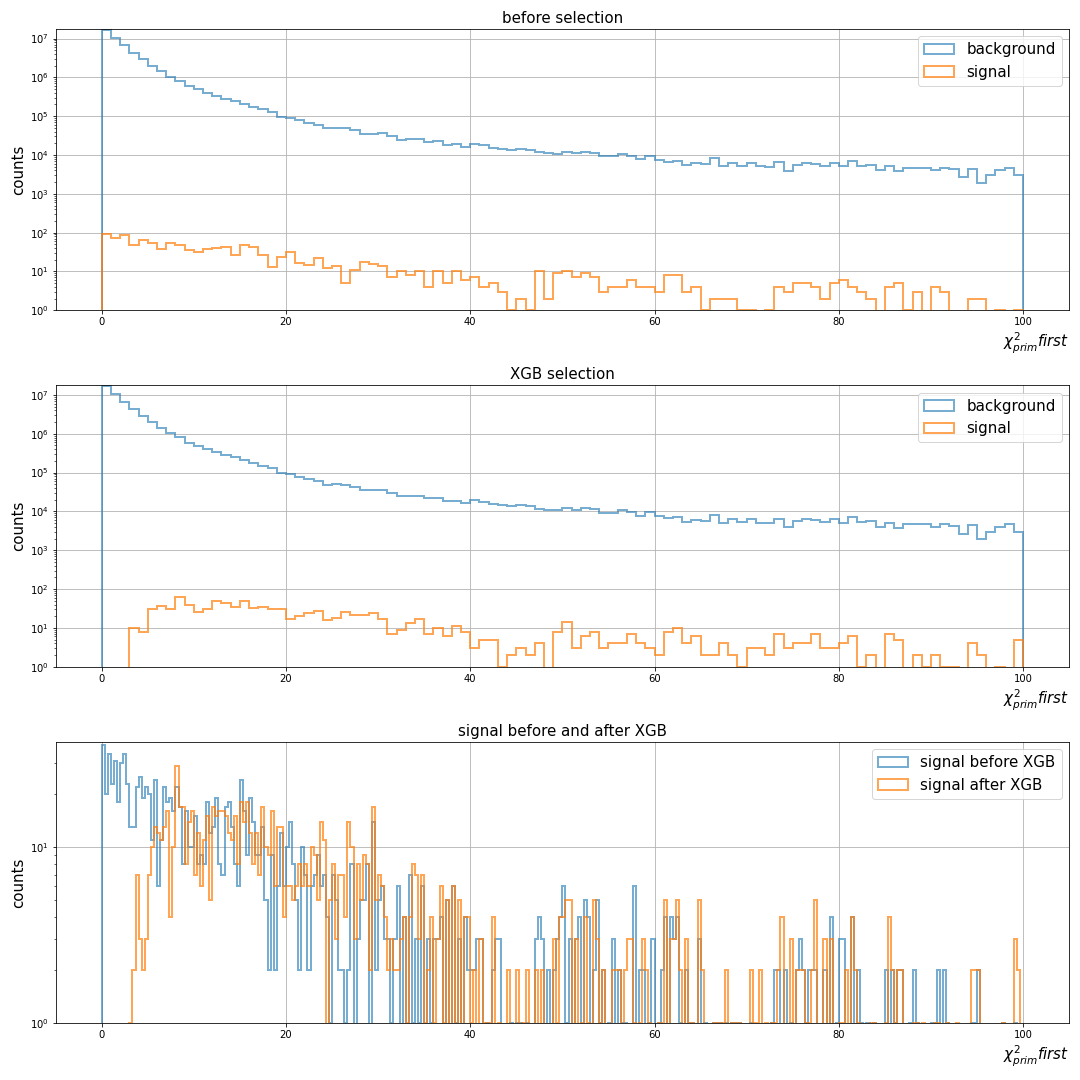 before selection
background
signal
counts
10⁷
10⁶
10⁵
10⁴
10³
10²
10¹
10⁰
0 20 40 60 80 100
χ²_prim first
XGB selection
background
signal
counts
10⁷
10⁶
10⁵
10⁴
10³
10²
10¹
10⁰
0 20 40 60 80 100
χ²_prim first
signal before and after XGB
signal before XGB
signal after XGB
counts
10¹
10⁰
0 20 40 60 80 100
χ²_prim first